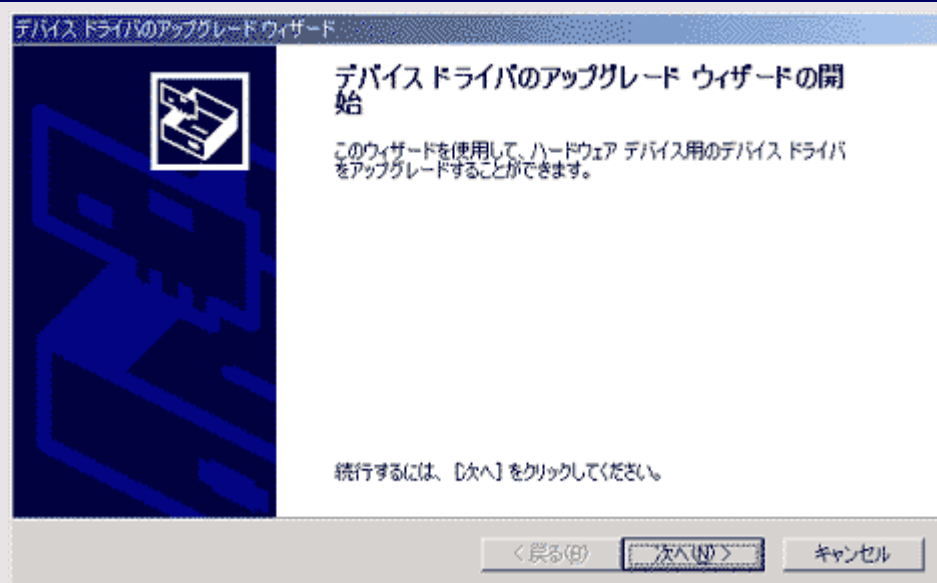 デバイス ドライバのアップグレード ウィザード
デバイス ドライバのアップグレード ウィザードの開
始
このウィザードを使用して、ハードウェア デバイス用のデバイス ドライバ
をアップグレードすることができます。
続行するには、[次へ] をクリックしてください。
< 戻る(B)
次へ(N) >
キャンセル